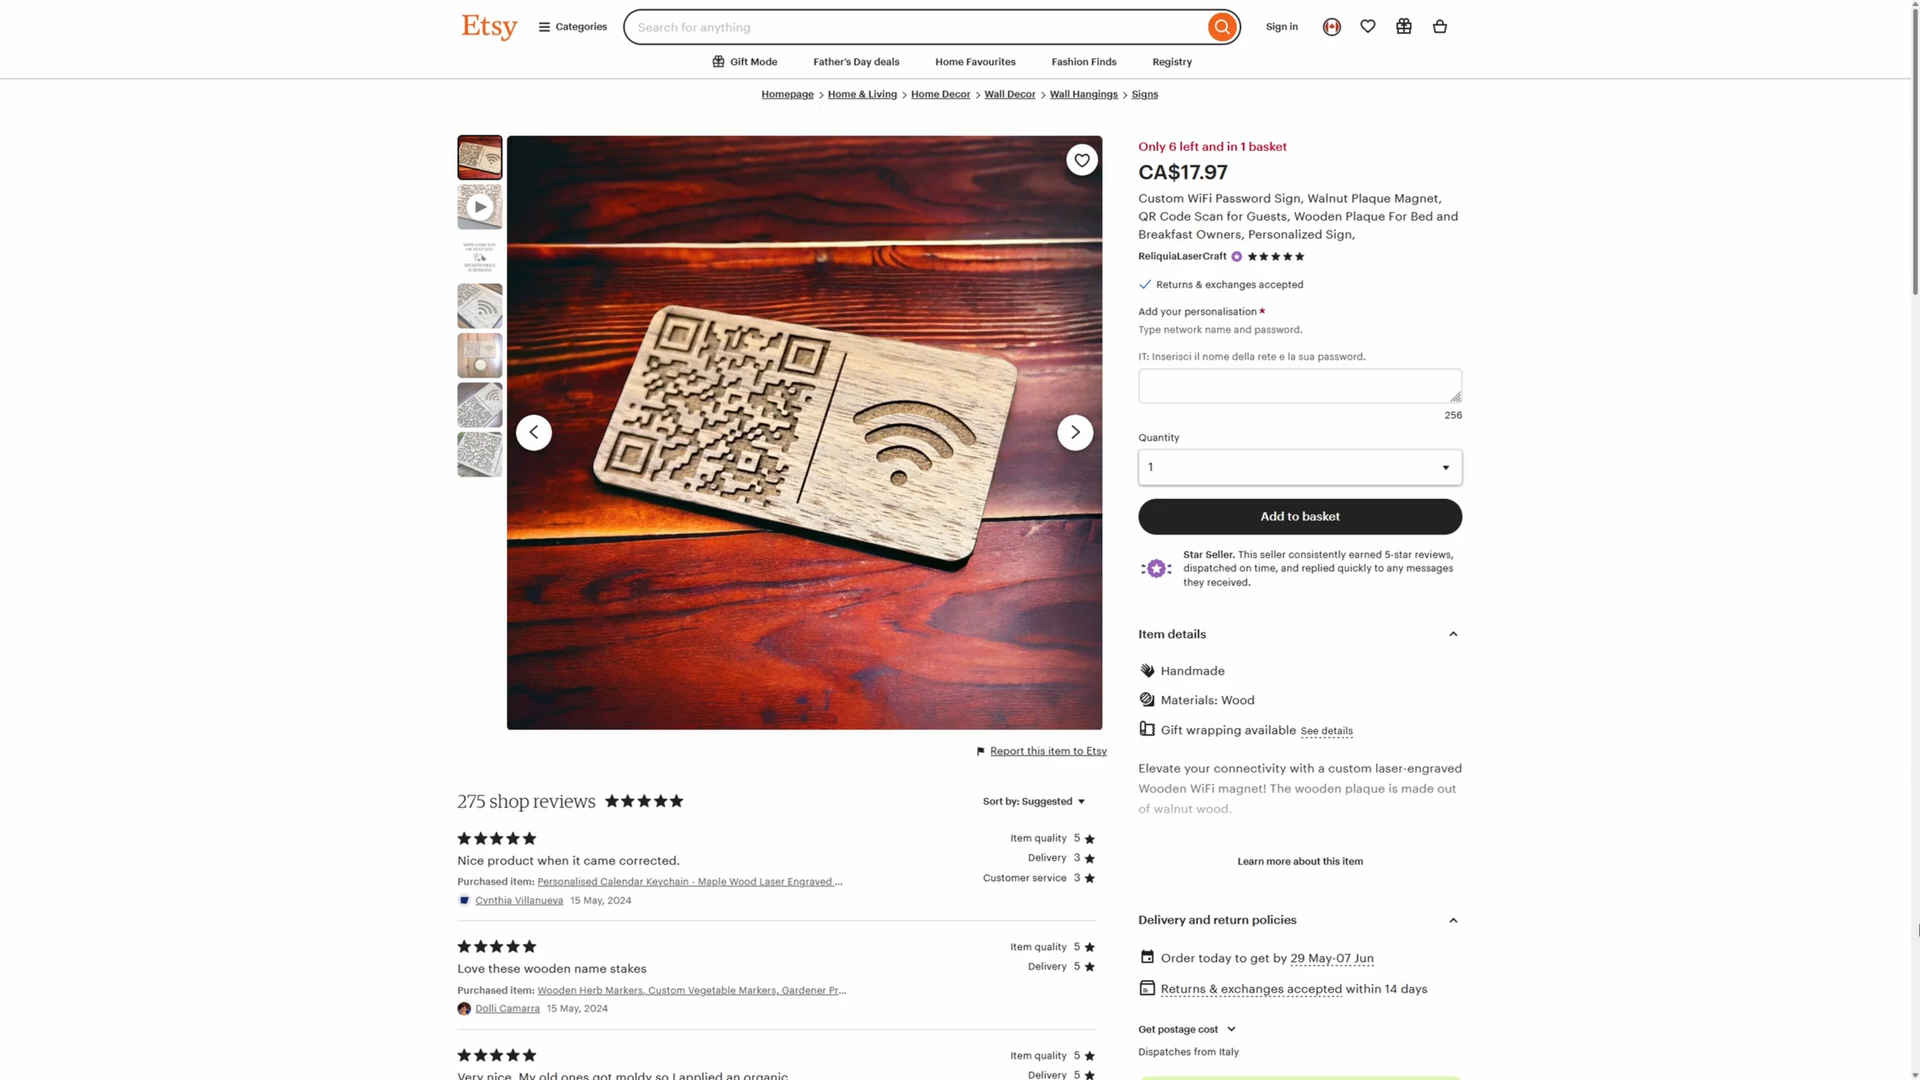 Etsy
Categories
Search for anything
Sign in
Gift Mode
Father's Day deals
Home Favourites
Fashion Finds
Registry
Homepage > Home & Living > Home Decor > Wall Decor > Wall Hangings > Signs
Only 6 left and in 1 basket
CA$17.97
Custom WiFi Password Sign, Walnut Plaque Magnet,
QR Code Scan for Guests, Wooden Plaque For Bed and
Breakfast Owners, Personalized Sign,
ReliquiaLaserCraft
Returns & exchanges accepted
Add your personalisation *
Type network name and password.
IT: Inserisci il nome della rete e la sua password.
256
Quantity
1
Add to basket
Star Seller. This seller consistently earned 5-star reviews,
dispatched on time, and replied quickly to any messages
they received.
Item details
Handmade
Materials: Wood
Gift wrapping available See details
Elevate your connectivity with a custom laser-engraved
Wooden WiFi magnet! The wooden plaque is made out
of walnut wood.
Learn more about this item
Delivery and return policies
Order today to get by 29 May-07 Jun
Returns & exchanges accepted within 14 days
Get postage cost
Dispatches from Italy
Report this item to Etsy
275 shop reviews
Sort by: Suggested
Nice product when it came corrected.
Purchased item: Personalised Calendar Keychain - Maple Wood Laser Engraved ...
Cynthia Villanueva 15 May, 2024
Item quality 5
Delivery 3
Customer service 3
Love these wooden name stakes
Purchased item: Wooden Herb Markers, Custom Vegetable Markers, Gardener Pr...
Dolli Camarra 15 May, 2024
Item quality 5
Delivery 5
Very nice. My old ones got moldy so I applied an organic
Item quality 5
Delivery 5